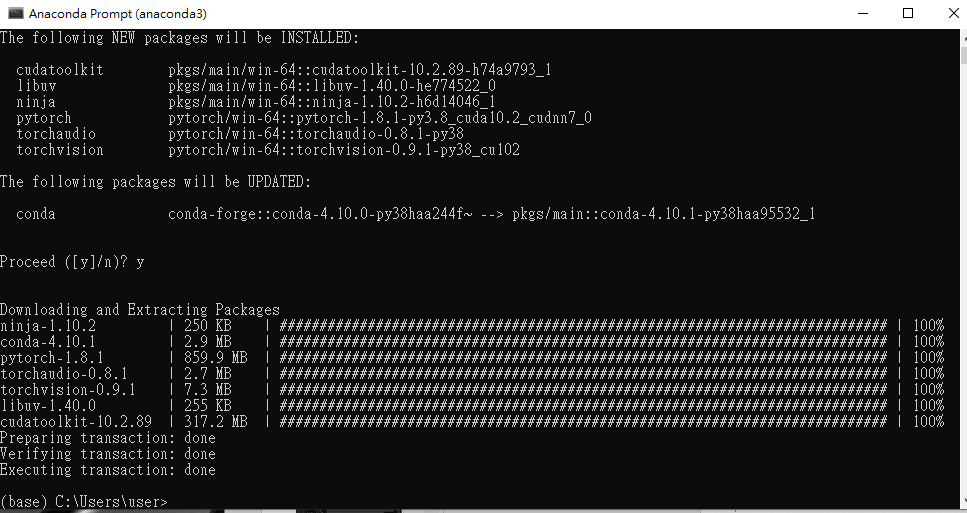 Anaconda Prompt (anaconda3)
The following NEW packages will be INSTALLED:
cudatoolkit pkgs/main/win-64::cudatoolkit-10.2.89-h74a9793_1
libuv pkgs/main/win-64::libuv-1.40.0-he774522_0
ninja pkgs/main/win-64::ninja-1.10.2-h6d14046_1
pytorch pytorch/win-64::pytorch-1.8.1-py3.8_cuda10.2_cudnn7_0
torchaudio pytorch/win-64::torchaudio-0.8.1-py38
torchvision pytorch/win-64::torchvision-0.9.1-py38_cu102
The following packages will be UPDATED:
conda conda-forge::conda-4.10.0-py38haa244f~ --> pkgs/main::conda-4.10.1-py38haa95532_1
Proceed ([y]/n)? y
Downloading and Extracting Packages
ninja-1.10.2 | 250 KB | ############################################################################ | 100%
conda-4.10.1 | 2.9 MB | ############################################################################ | 100%
pytorch-1.8.1 | 859.9 MB | ############################################################################ | 100%
torchaudio-0.8.1 | 2.7 MB | ############################################################################ | 100%
torchvision-0.9.1 | 7.3 MB | ############################################################################ | 100%
libuv-1.40.0 | 255 KB | ############################################################################ | 100%
cudatoolkit-10.2.89 | 317.2 MB | ############################################################################ | 100%
Preparing transaction: done
Verifying transaction: done
Executing transaction: done
(base) C:\Users\user>